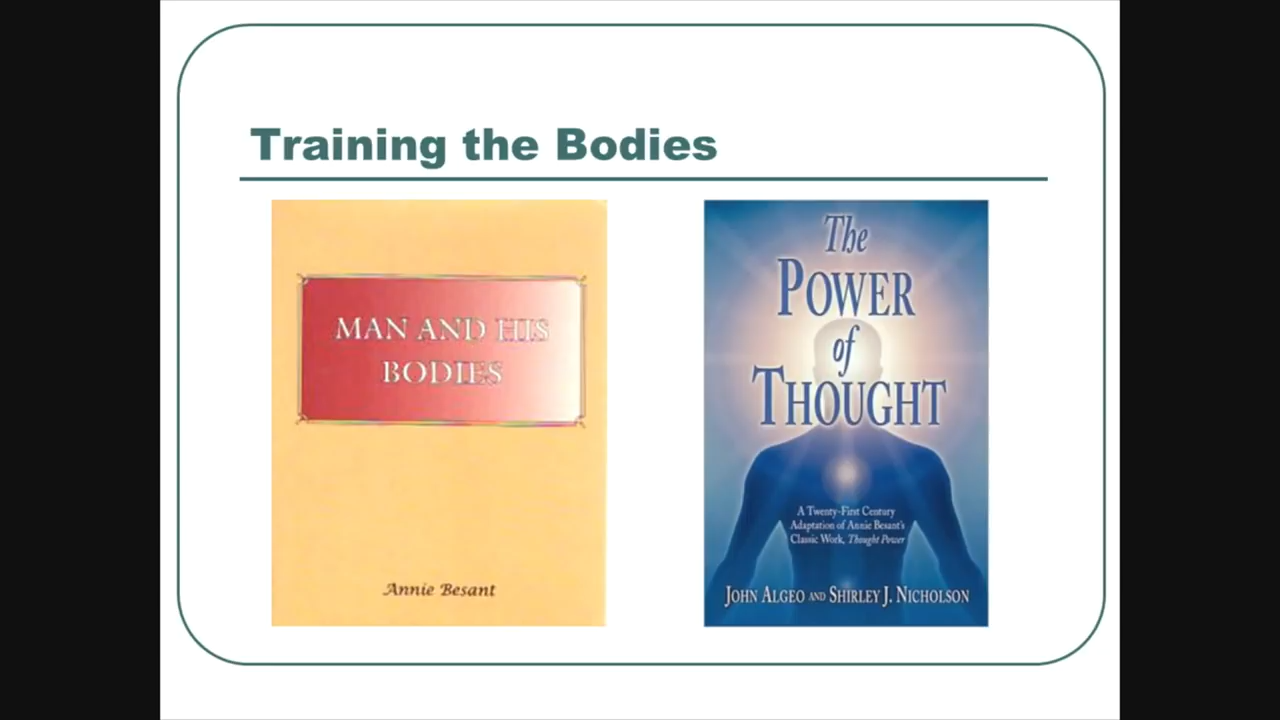 Training the Bodies
MAN AND HIS
BODIES
Annie Besant
The
POWER
of
THOUGHT
A Twenty-First Century
Adaptation of Annie Besant's
Classic Work, Thought Power
JOHN ALGEO AND SHIRLEY J. NICHOLSON